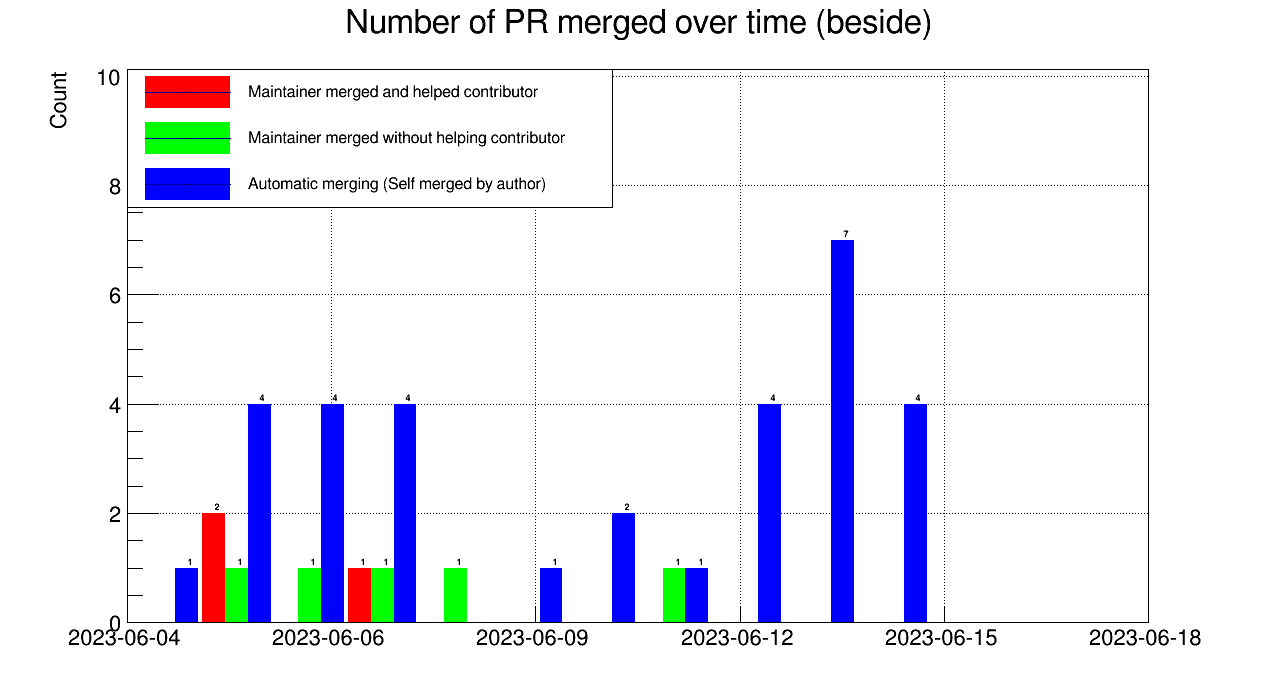 Number of PR merged over time (beside)
Count
10
Maintainer merged and helped contributor
Maintainer merged without helping contributor
8
Automatic merging (Self merged by author)
7
6
4
4 4 4 4 4
2
2 2
1 1 1 1 1 1 1 1 1
0
2023-06-04 2023-06-06 2023-06-09 2023-06-12 2023-06-15 2023-06-18